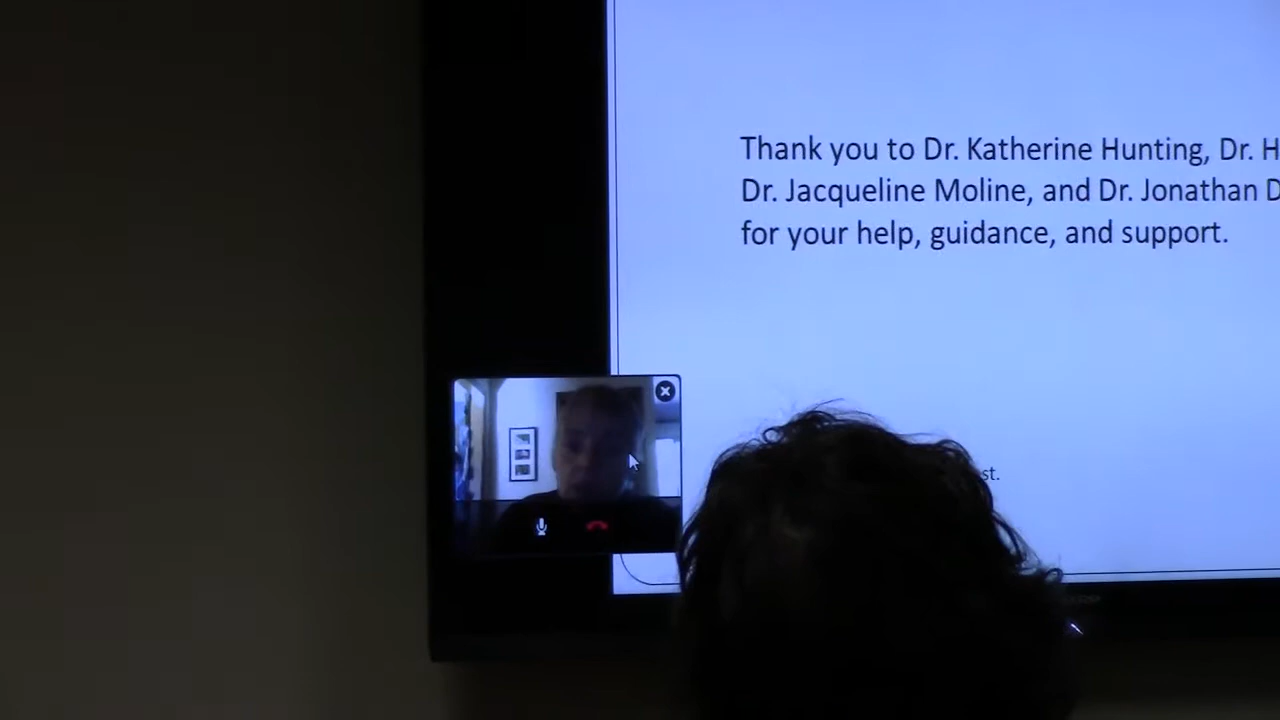 Thank you to Dr. Katherine Hunting, Dr. H
Dr. Jacqueline Moline, and Dr. Jonathan D
for your help, guidance, and support.
st.